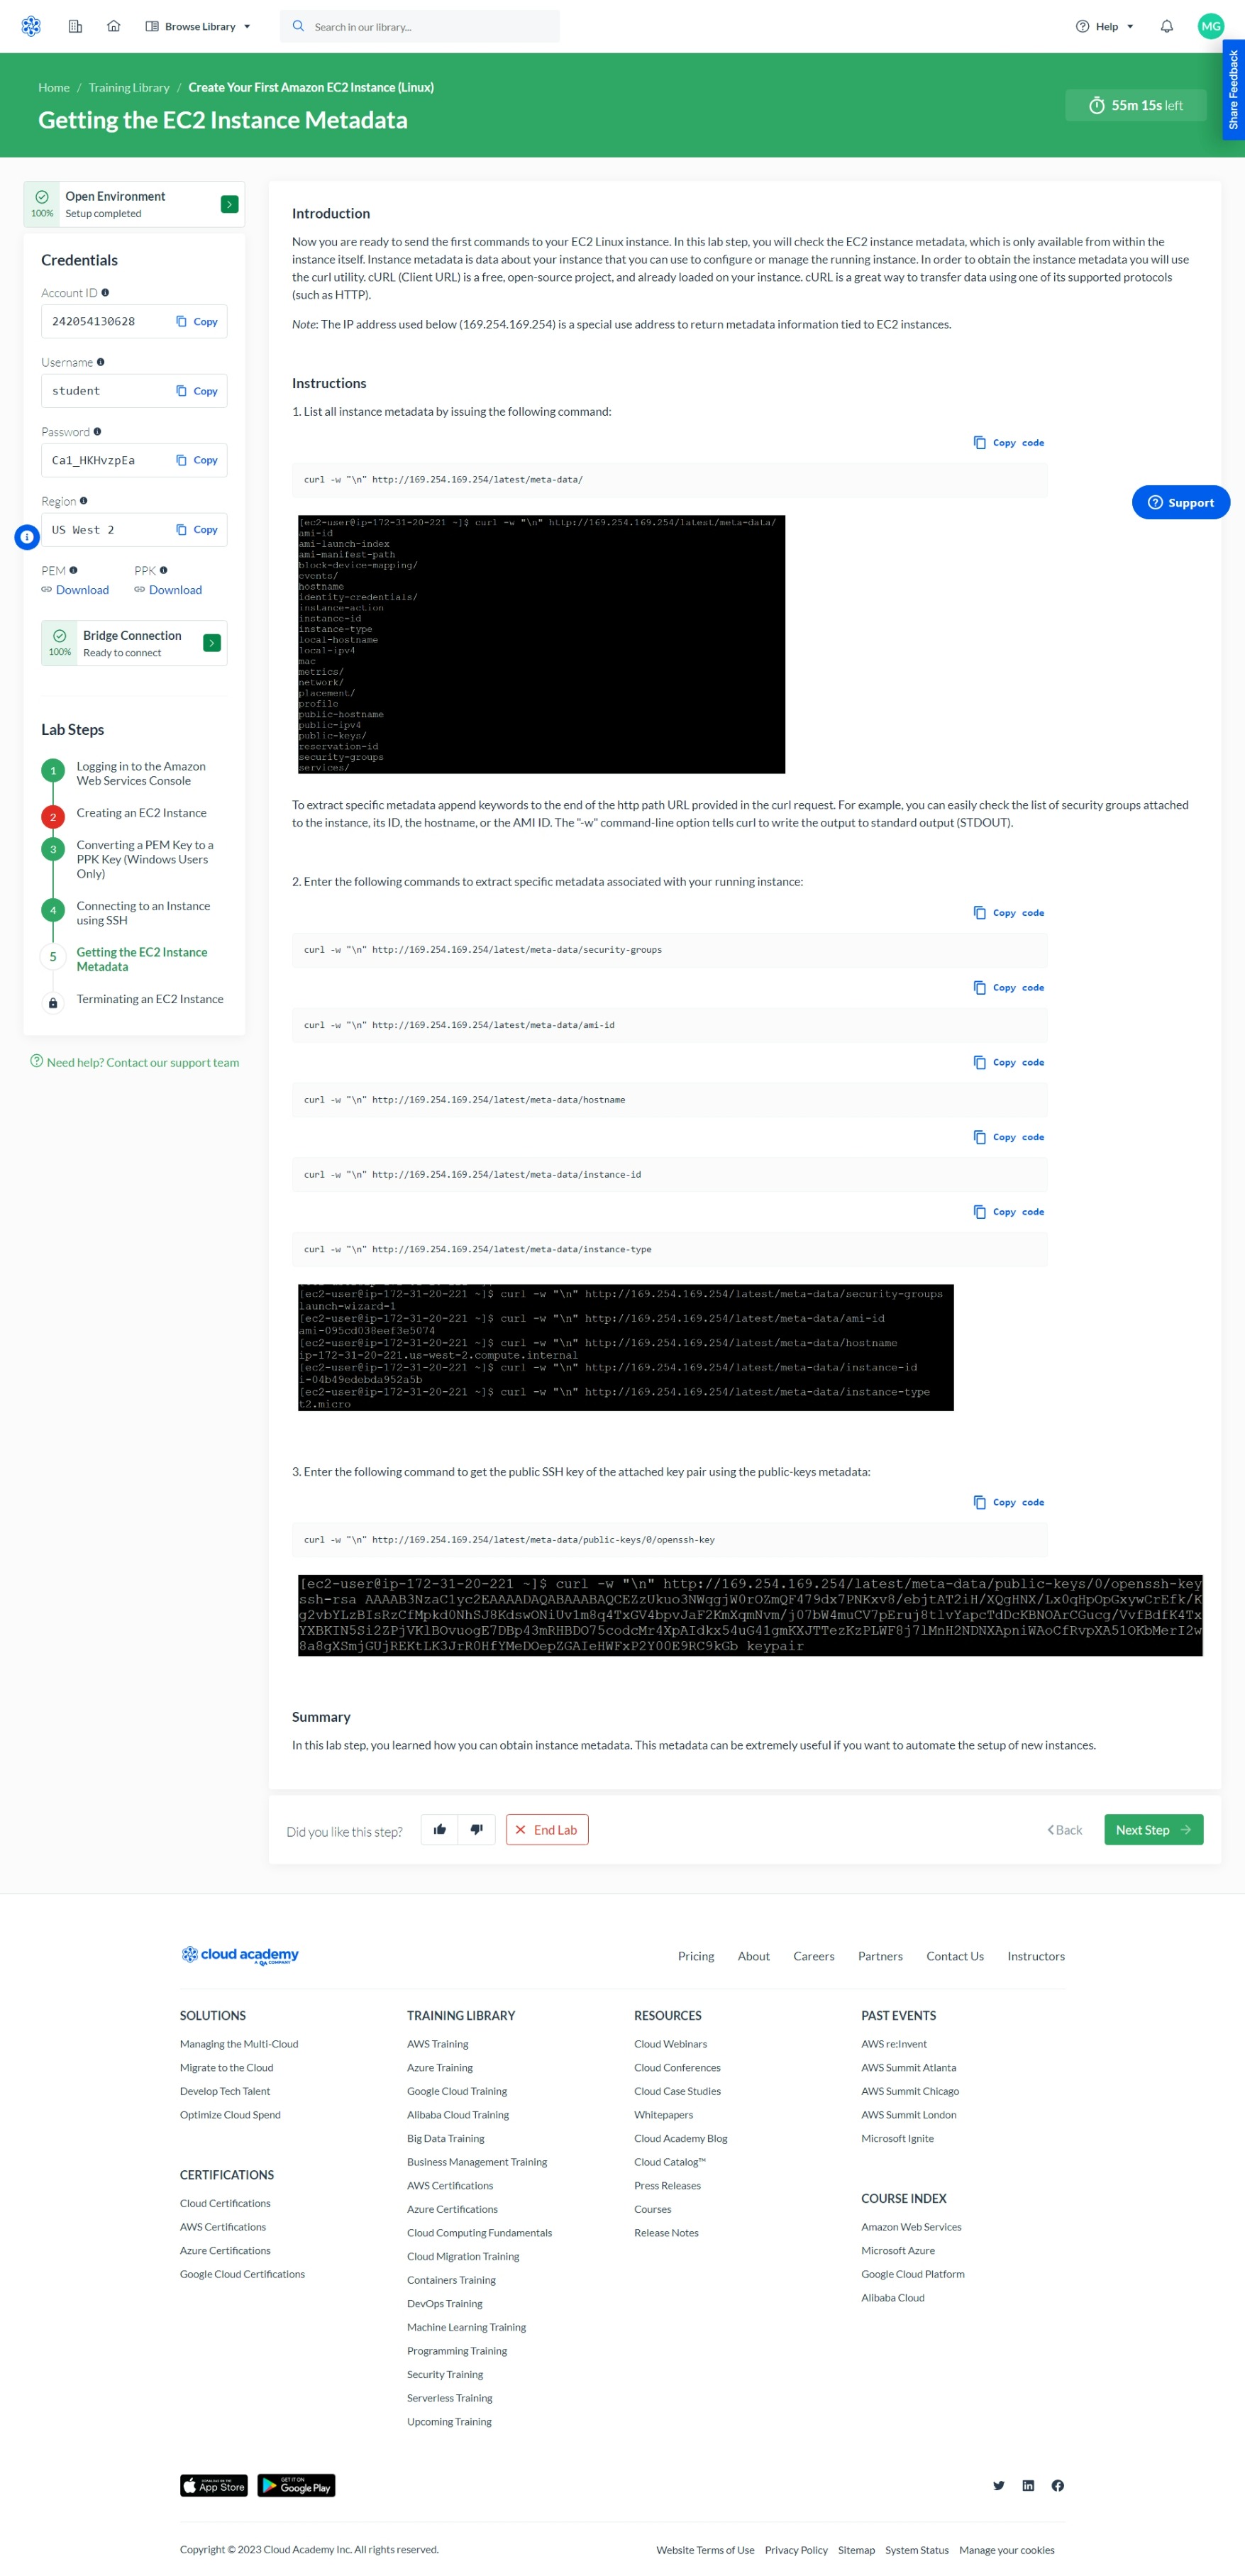 Browse Library
Search in our library...
Help
MG
Share Feedback
Home / Training Library / Create Your First Amazon EC2 Instance (Linux)
Getting the EC2 Instance Metadata
55m 15s left
100%
Open Environment
Setup completed
Credentials
Account ID
242054130628 Copy
Username
student Copy
Password
Ca1_HKHvzpEa Copy
Region
US West 2 Copy
PEM PPK
Download Download
100%
Bridge Connection
Ready to connect
Lab Steps
1 Logging in to the Amazon
Web Services Console
2 Creating an EC2 Instance
3 Converting a PEM Key to a
PPK Key (Windows Users
Only)
4 Connecting to an Instance
using SSH
5 Getting the EC2 Instance
Metadata
Terminating an EC2 Instance
Need help? Contact our support team
Introduction
Now you are ready to send the first commands to your EC2 Linux instance. In this lab step, you will check the EC2 instance metadata, which is only available from within the
instance itself. Instance metadata is data about your instance that you can use to configure or manage the running instance. In order to obtain the instance metadata you will use
the curl utility. cURL (Client URL) is a free, open-source project, and already loaded on your instance. cURL is a great way to transfer data using one of its supported protocols
(such as HTTP).
Note: The IP address used below (169.254.169.254) is a special use address to return metadata information tied to EC2 instances.
Instructions
1. List all instance metadata by issuing the following command:
Copy code
curl -w "\n" http://169.254.169.254/latest/meta-data/
Support
[ec2-user@ip-172-31-20-221 ~]$ curl -w "\n" http://169.254.169.254/latest/meta-data/
ami-id
ami-launch-index
ami-manifest-path
block-device-mapping/
events/
hostname
identity-credentials/
instance-action
instance-id
instance-type
local-hostname
local-ipv4
mac
metrics/
network/
placement/
profile
public-hostname
public-ipv4
public-keys/
reservation-id
security-groups
services/
To extract specific metadata append keywords to the end of the http path URL provided in the curl request. For example, you can easily check the list of security groups attached
to the instance, its ID, the hostname, or the AMI ID. The "-w" command-line option tells curl to write the output to standard output (STDOUT).
2. Enter the following commands to extract specific metadata associated with your running instance:
Copy code
curl -w "\n" http://169.254.169.254/latest/meta-data/security-groups
Copy code
curl -w "\n" http://169.254.169.254/latest/meta-data/ami-id
Copy code
curl -w "\n" http://169.254.169.254/latest/meta-data/hostname
Copy code
curl -w "\n" http://169.254.169.254/latest/meta-data/instance-id
Copy code
curl -w "\n" http://169.254.169.254/latest/meta-data/instance-type
[ec2-user@ip-172-31-20-221 ~]$ curl -w "\n" http://169.254.169.254/latest/meta-data/security-groups
launch-wizard-1
[ec2-user@ip-172-31-20-221 ~]$ curl -w "\n" http://169.254.169.254/latest/meta-data/ami-id
ami-095cd038eef3e5074
[ec2-user@ip-172-31-20-221 ~]$ curl -w "\n" http://169.254.169.254/latest/meta-data/hostname
ip-172-31-20-221.us-west-2.compute.internal
[ec2-user@ip-172-31-20-221 ~]$ curl -w "\n" http://169.254.169.254/latest/meta-data/instance-id
i-04b49edebda952a5b
[ec2-user@ip-172-31-20-221 ~]$ curl -w "\n" http://169.254.169.254/latest/meta-data/instance-type
t2.micro
3. Enter the following command to get the public SSH key of the attached key pair using the public-keys metadata:
Copy code
curl -w "\n" http://169.254.169.254/latest/meta-data/public-keys/0/openssh-key
[ec2-user@ip-172-31-20-221 ~]$ curl -w "\n" http://169.254.169.254/latest/meta-data/public-keys/0/openssh-key
ssh-rsa
keypair
Summary
In this lab step, you learned how you can obtain instance metadata. This metadata can be extremely useful if you want to automate the setup of new instances.
Did you like this step? End Lab Back Next Step
cloud academy
A QA COMPANY
Pricing About Careers Partners Contact Us Instructors
SOLUTIONS
Managing the Multi-Cloud
Migrate to the Cloud
Develop Tech Talent
Optimize Cloud Spend
CERTIFICATIONS
Cloud Certifications
AWS Certifications
Azure Certifications
Google Cloud Certifications
TRAINING LIBRARY
AWS Training
Azure Training
Google Cloud Training
Alibaba Cloud Training
Big Data Training
Business Management Training
AWS Certifications
Azure Certifications
Cloud Computing Fundamentals
Cloud Migration Training
Containers Training
DevOps Training
Machine Learning Training
Programming Training
Security Training
Serverless Training
Upcoming Training
RESOURCES
Cloud Webinars
Cloud Conferences
Cloud Case Studies
Whitepapers
Cloud Academy Blog
Cloud Catalog™
Press Releases
Courses
Release Notes
PAST EVENTS
AWS re:Invent
AWS Summit Atlanta
AWS Summit Chicago
AWS Summit London
Microsoft Ignite
COURSE INDEX
Amazon Web Services
Microsoft Azure
Google Cloud Platform
Alibaba Cloud
App Store
GET IT ON
Google Play
Copyright © 2023 Cloud Academy Inc. All rights reserved.
Website Terms of Use Privacy Policy Sitemap System Status Manage your cookies